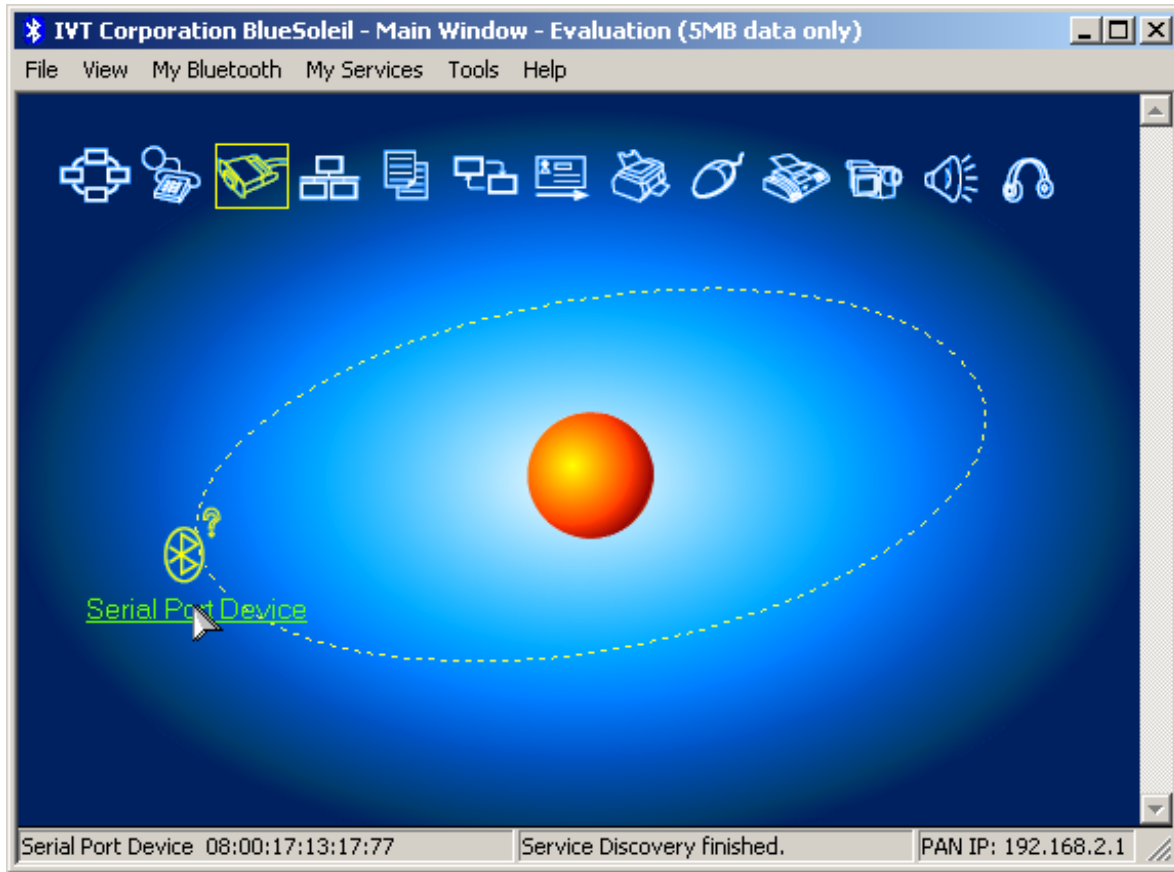 IVT Corporation BlueSoleil - Main Window - Evaluation (5MB data only)
File View My Bluetooth My Services Tools Help
?
Serial Port Device
Serial Port Device 08:00:17:13:17:77 Service Discovery finished. PAN IP: 192.168.2.1